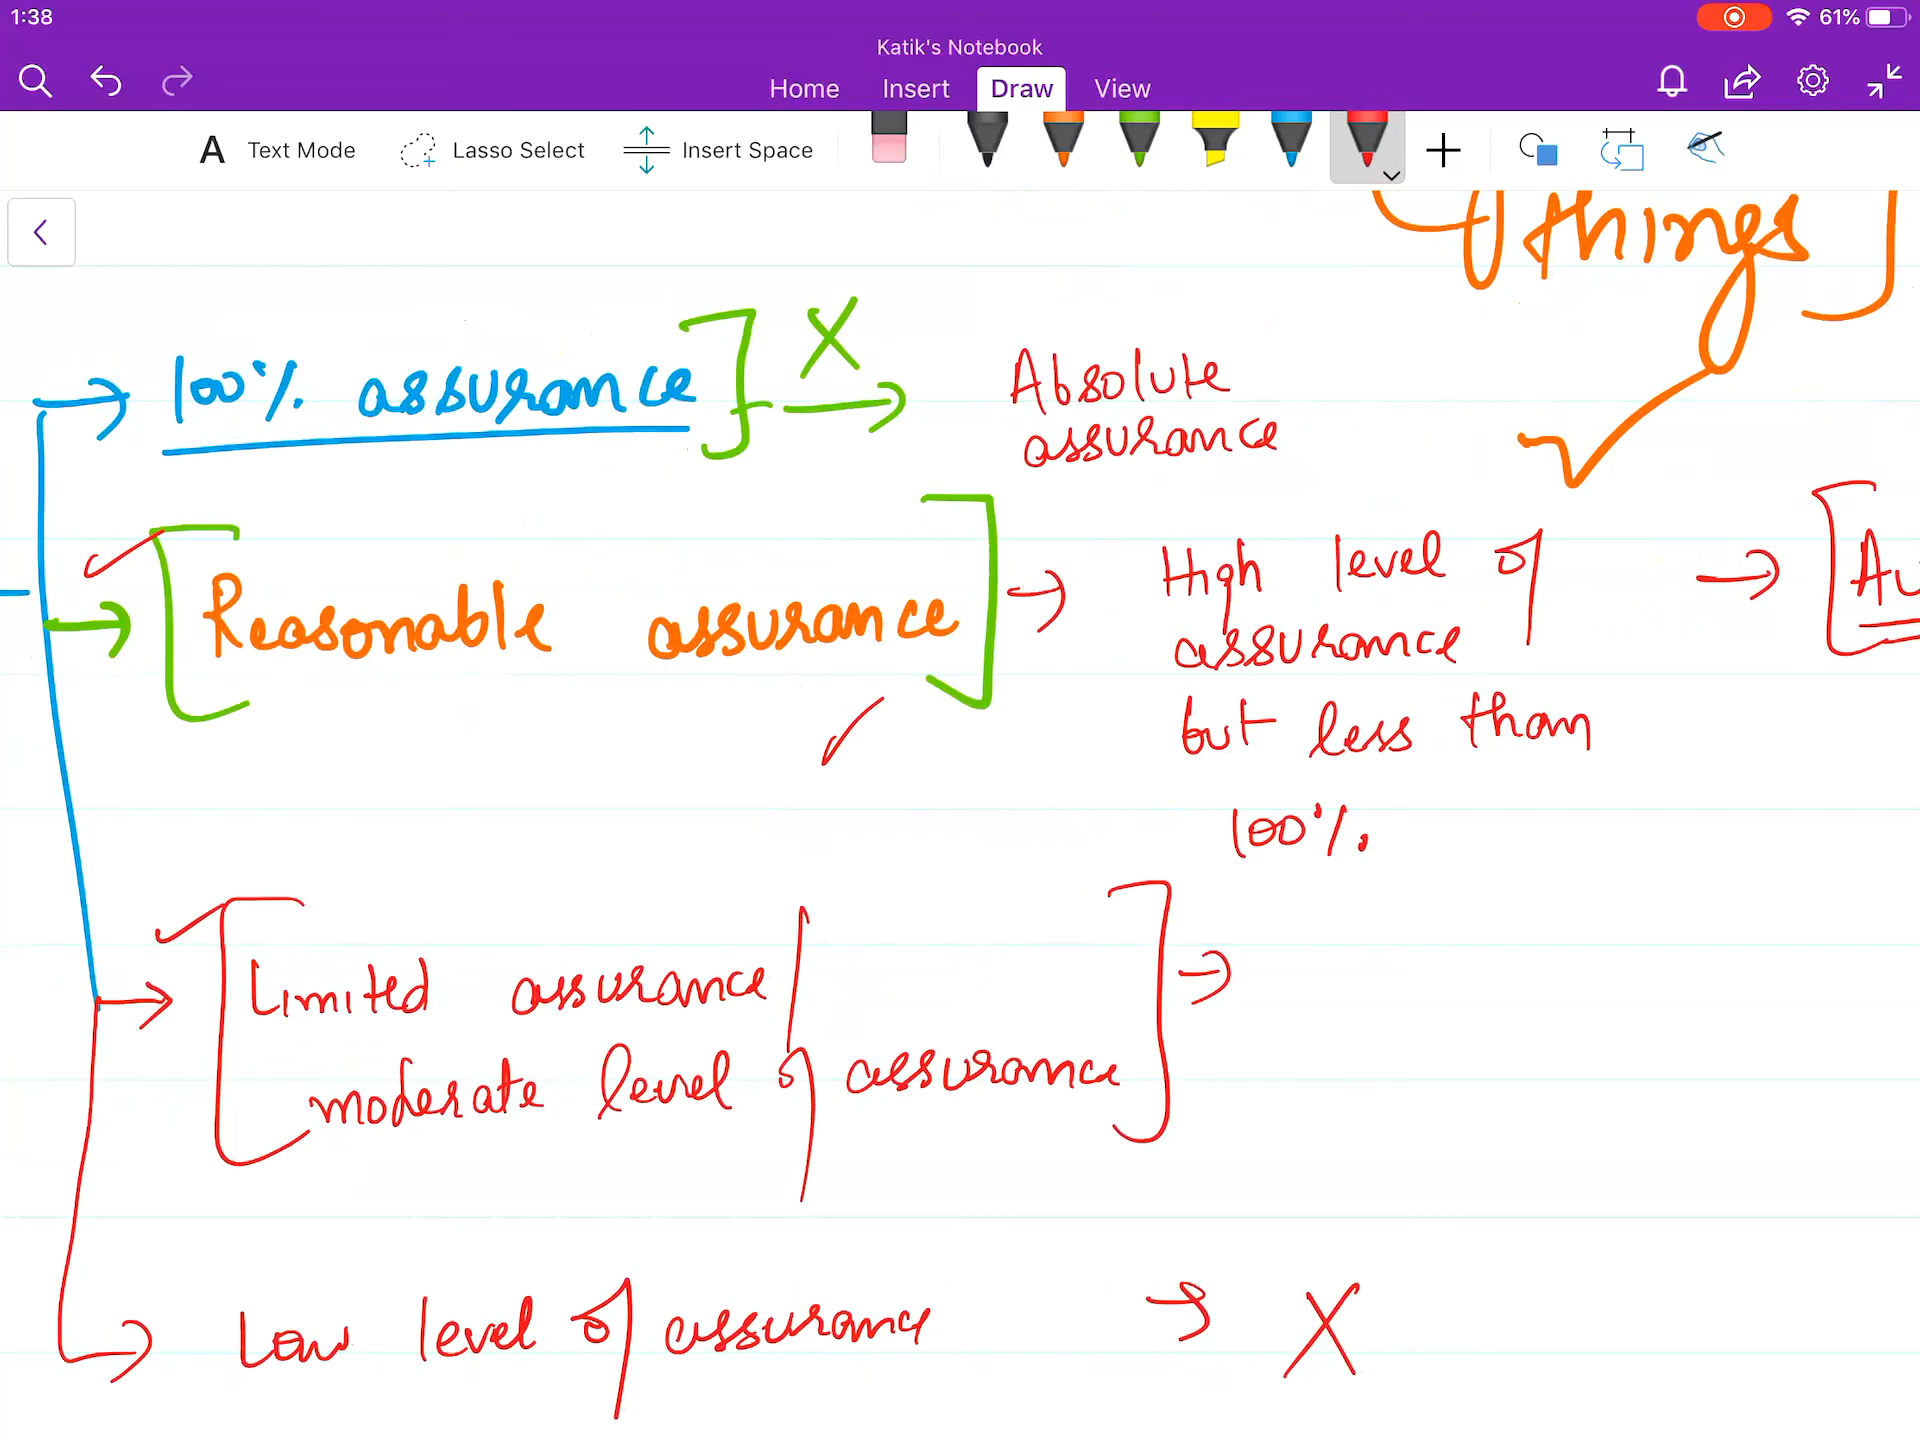 1:38
61%
Katik's Notebook
Home Insert Draw View
A Text Mode Lasso Select Insert Space
things
100% assurance X
Absolute
assurance
Reasonable assurance
High level of
assurance
but less than
100%
Au
Limited assurance
moderate level of assurance
Low level of assurance X